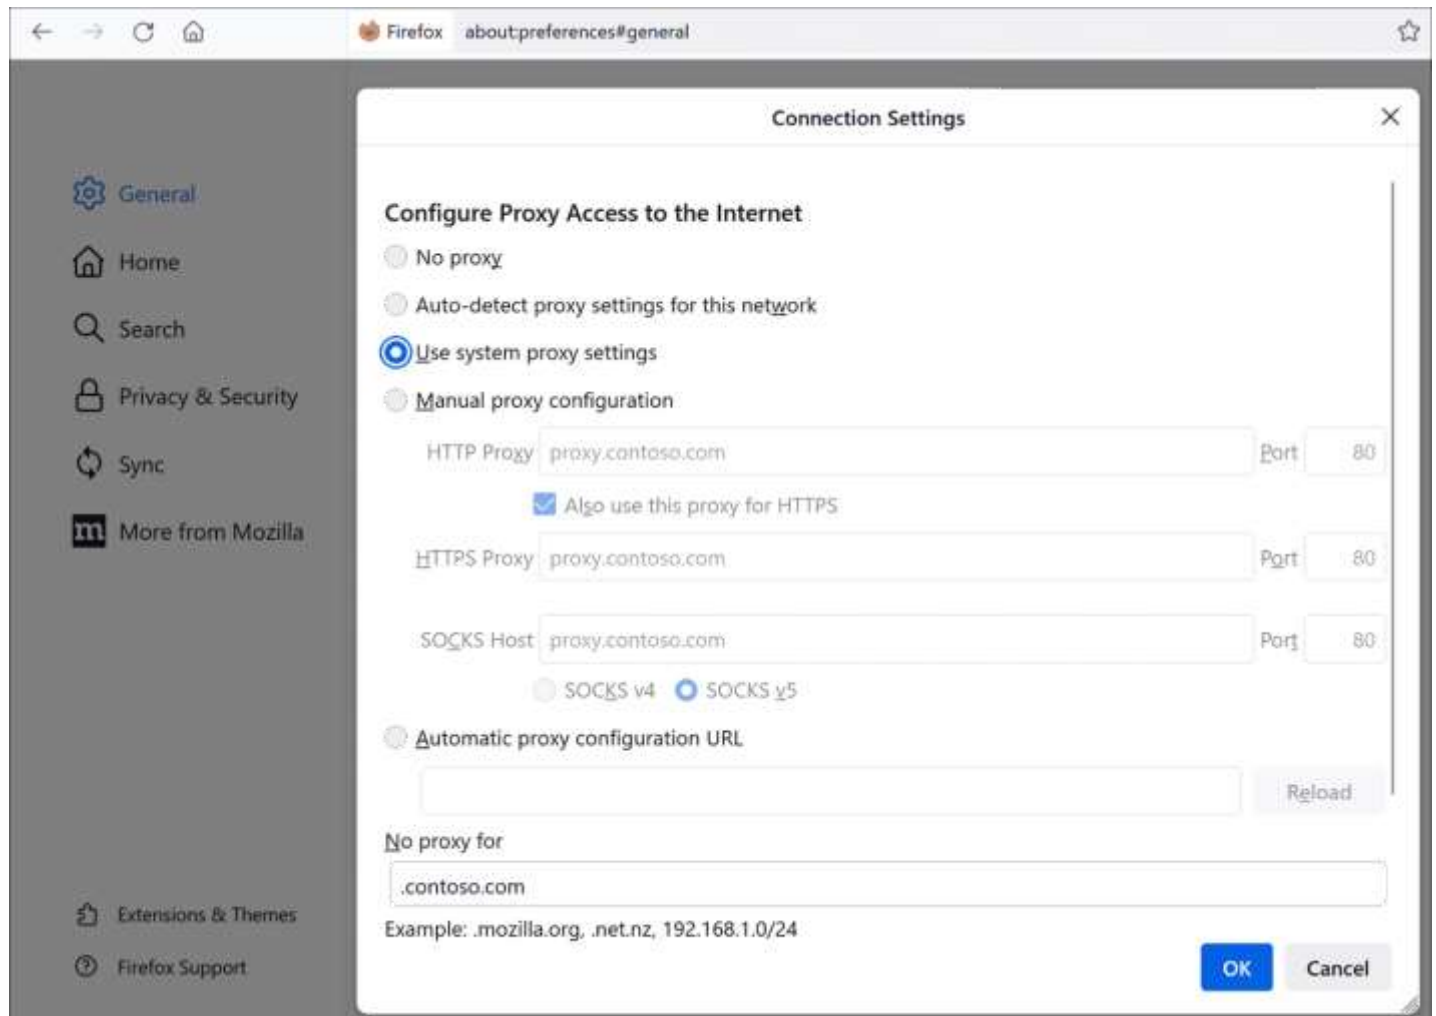 Firefox about:preferences#general
Connection Settings
General
Home
Search
Privacy & Security
Sync
m More from Mozilla
Extensions & Themes
Firefox Support
Configure Proxy Access to the Internet
No proxy
Auto-detect proxy settings for this network
Use system proxy settings
Manual proxy configuration
HTTP Proxy proxy.contoso.com Port 80
Also use this proxy for HTTPS
HTTPS Proxy proxy.contoso.com Port 80
SOCKS Host proxy.contoso.com Port 80
SOCKS v4 SOCKS v5
Automatic proxy configuration URL
Reload
No proxy for
.contoso.com
Example: .mozilla.org, .net.nz, 192.168.1.0/24
OK Cancel